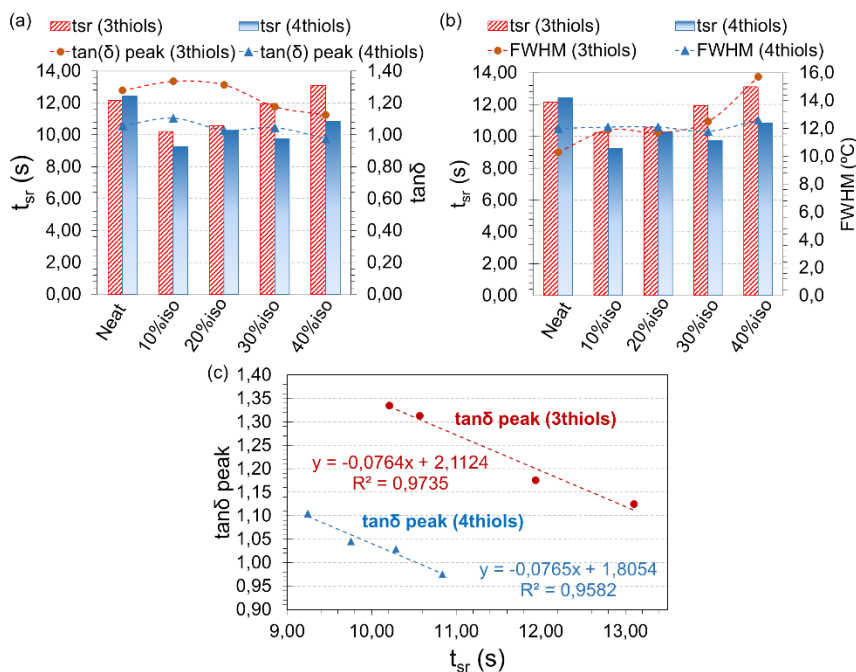 (a)
tsr (3thiols)
tsr (4thiols)
tan(δ) peak (3thiols)
tan(δ) peak (4thiols)
14,00
12,00
10,00
8,00
6,00
4,00
2,00
0,00
t_sr (s)
1,40
1,20
1,00
0,80
0,60
0,40
0,20
0,00
tanδ
Neat
10%iso
20%iso
30%iso
40%iso
(b)
tsr (3thiols)
tsr (4thiols)
FWHM (3thiols)
FWHM (4thiols)
14,00
12,00
10,00
8,00
6,00
4,00
2,00
0,00
t_sr (s)
16,0
14,0
12,0
10,0
8,0
6,0
4,0
2,0
0,0
FWHM (ºC)
Neat
10%iso
20%iso
30%iso
40%iso
(c)
1,40
1,35
1,30
1,25
1,20
1,15
1,10
1,05
1,00
0,95
0,90
tanδ peak
tanδ peak (3thiols)
y = -0,0764x + 2,1124
R² = 0,9735
tanδ peak (4thiols)
y = -0,0765x + 1,8054
R² = 0,9582
9,00
10,00
11,00
12,00
13,00
t_sr (s)